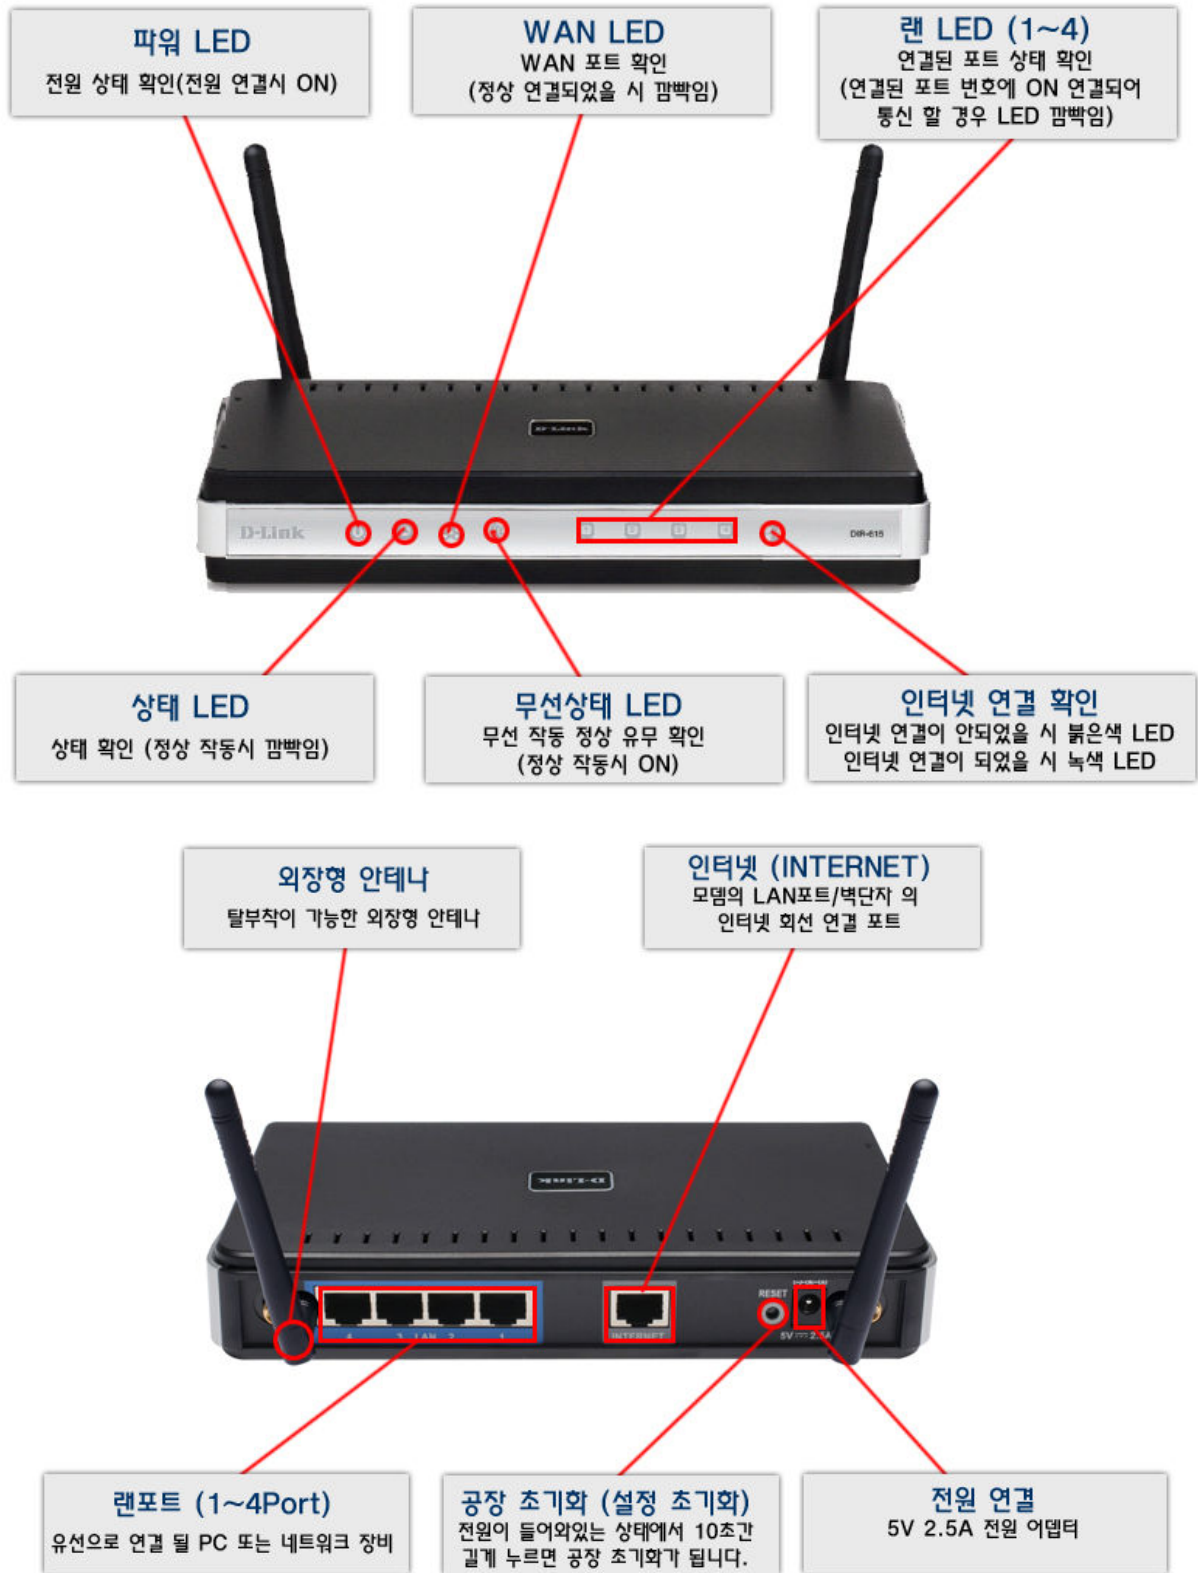 파워 LED
전원 상태 확인(전원 연결시 ON)
WAN LED
WAN 포트 확인
(정상 연결되었을 시 깜빡임)
랜 LED (1~4)
연결된 포트 상태 확인
(연결된 포트 번호에 ON 연결되어
통신 할 경우 LED 깜빡임)
D-Link
D-Link
DIR-615
상태 LED
상태 확인 (정상 작동시 깜빡임)
무선상태 LED
무선 작동 정상 유무 확인
(정상 작동시 ON)
인터넷 연결 확인
인터넷 연결이 안되었을 시 붉은색 LED
인터넷 연결이 되었을 시 녹색 LED
외장형 안테나
탈부착이 가능한 외장형 안테나
인터넷 (INTERNET)
모뎀의 LAN포트/벽단자 의
인터넷 회선 연결 포트
D-Link
4 3 LAN 2 1
INTERNET
RESET
5V 2.5A
랜포트 (1~4Port)
유선으로 연결 될 PC 또는 네트워크 장비
공장 초기화 (설정 초기화)
전원이 들어와있는 상태에서 10초간
길게 누르면 공장 초기화가 됩니다.
전원 연결
5V 2.5A 전원 어뎁터